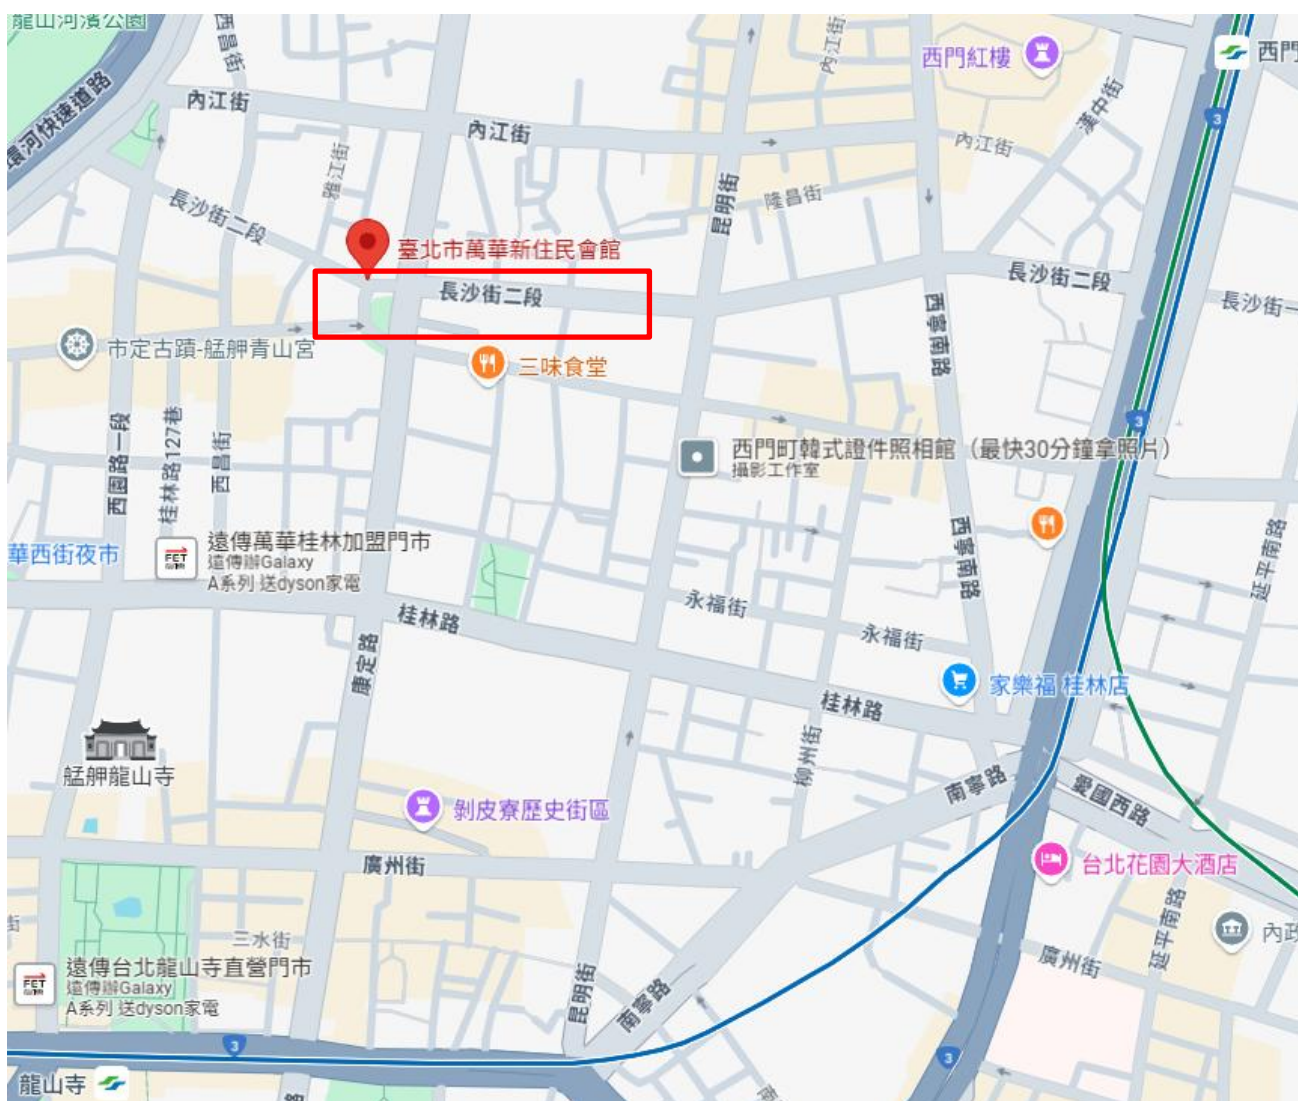 龍山河濱公園
西昌街
內江街
西門紅樓
西門
3
漢中街
環河快速道路
內江街
內江街
內江街
雅江街
昆明街
隆昌街
長沙街二段
臺北市萬華新住民會館
長沙街二段
長沙街二段
長沙街一
西寧南路
市定古蹟-艋舺青山宮
三味食堂
3
西門町韓式證件照相館（最快30分鐘拿照片）
攝影工作室
西園路一段
桂林路127巷
西昌街
華西街夜市
FET
遠傳萬華桂林加盟門市
遠傳辦Galaxy
A系列 送dyson家電
西寧南路
延平南路
桂林路
永福街
永福街
康定路
家樂福 桂林店
桂林路
柳州街
艋舺龍山寺
南寧路
愛國西路
剝皮寮歷史街區
廣州街
台北花園大酒店
延平南路
內政
三水街
廣州街
FET
遠傳台北龍山寺直營門市
遠傳辦Galaxy
A系列 送dyson家電
昆明街
南寧路
3
3
龍山寺